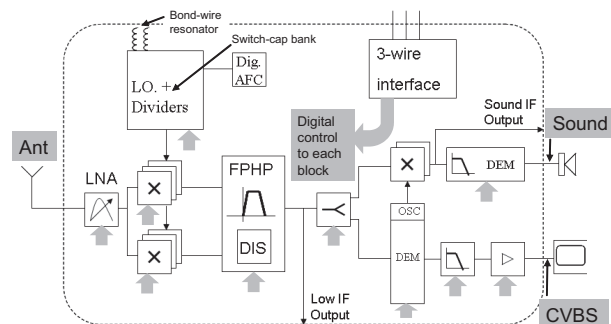 Bond-wire
resonator
Switch-cap bank
LO. +
Dividers
Dig.
AFC
3-wire
interface
Digital
control
to each
block
Sound IF
Output
Sound
Ant
LNA
×
×
FPHP
DIS
×
DEM
OSC
DEM
Low IF
Output
CVBS